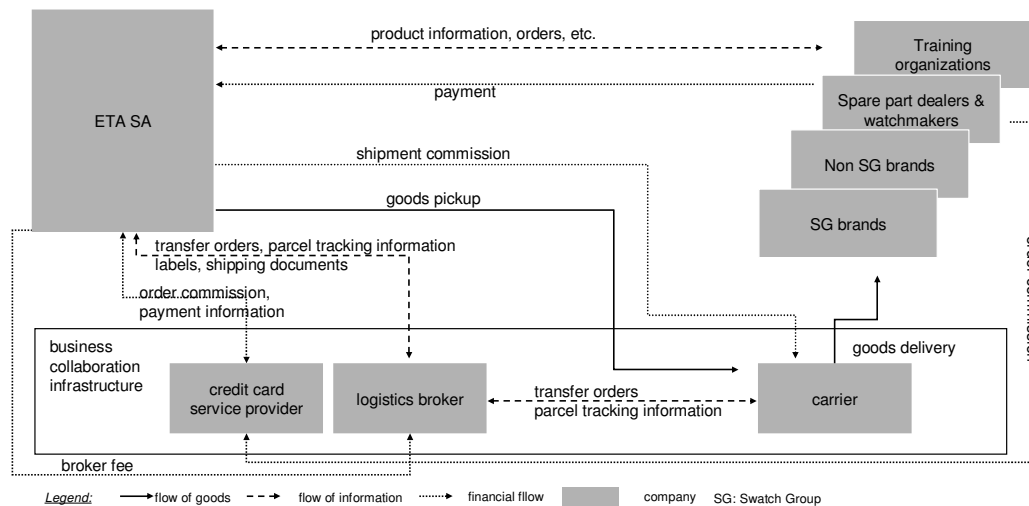 product information, orders, etc.
Training
organizations
payment
Spare part dealers &
watchmakers
ETA SA
shipment commission
Non SG brands
goods pickup
SG brands
transfer orders, parcel tracking information
labels, shipping documents
order commission,
payment information
business
collaboration
infrastructure
goods delivery
credit card
service provider
logistics broker
transfer orders
parcel tracking information
carrier
broker fee
Legend:
flow of goods
flow of information
financial fllow
company
SG: Swatch Group